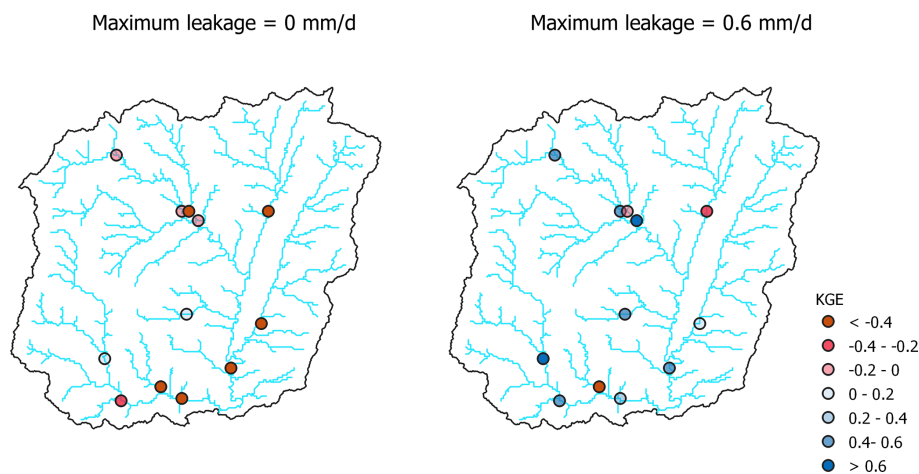 Maximum leakage = 0 mm/d
Maximum leakage = 0.6 mm/d
KGE
< -0.4
-0.4 - -0.2
-0.2 - 0
0 - 0.2
0.2 - 0.4
0.4- 0.6
> 0.6